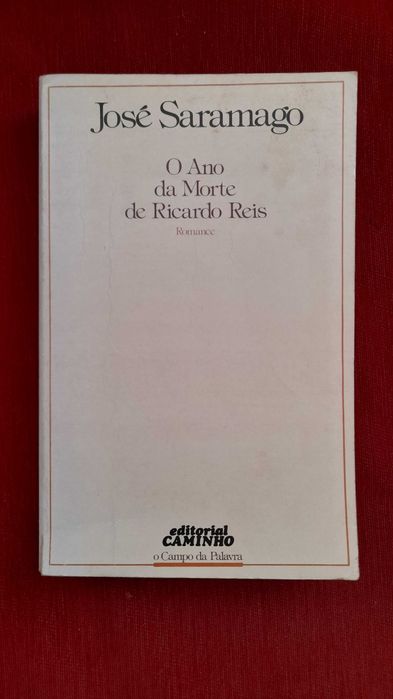 José Saramago
O Ano
da Morte
de Ricardo Reis
Romance
editorial
CAMINHO
o Campo da Palavra